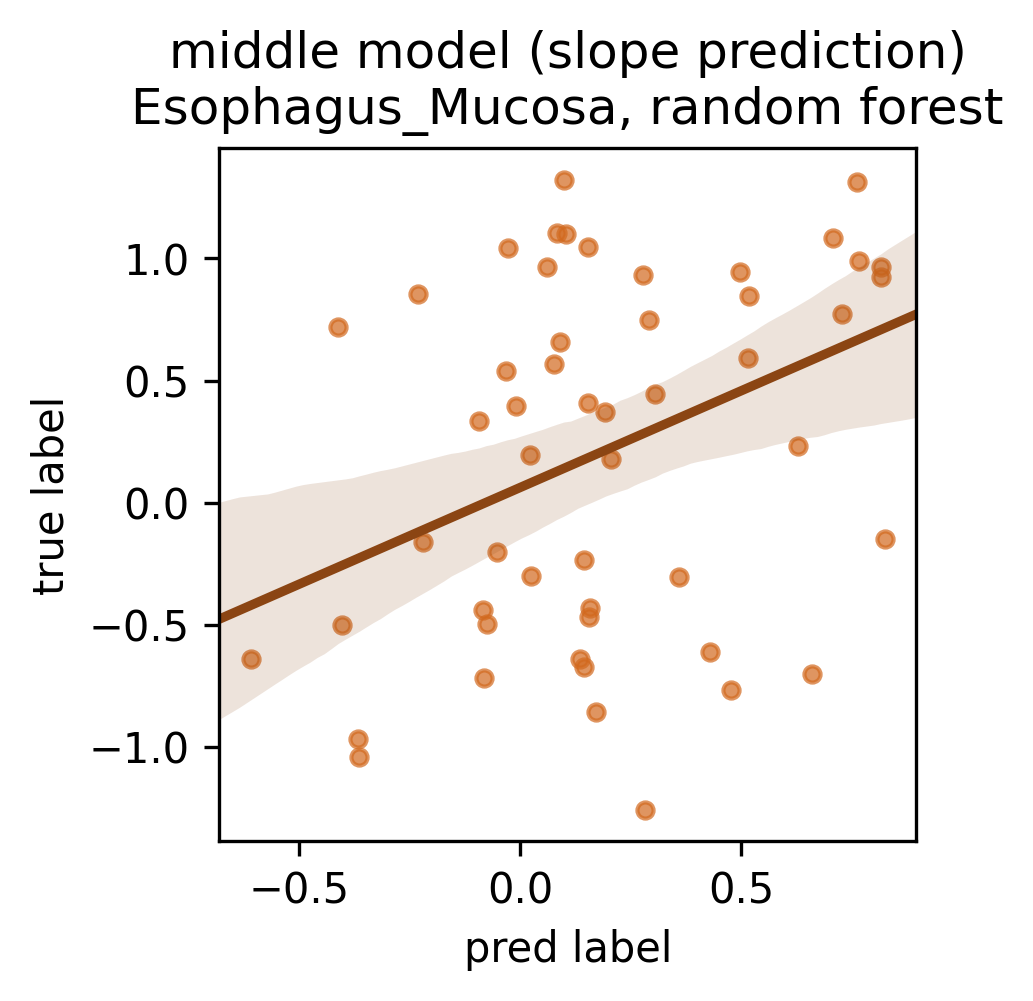 middle model (slope prediction)
Esophagus_Mucosa, random forest
1.0
0.5
0.0
−0.5
−1.0
true label
−0.5 0.0 0.5
pred label